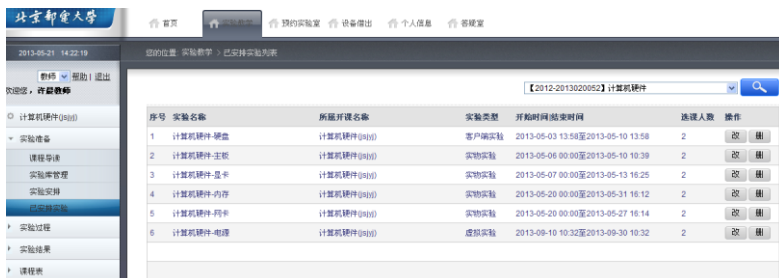 北京邮电大学
首页 实验教学 预约实验室 设备借出 个人信息 答疑室
2013-05-21 14:22:19
您的位置: 实验教学 > 已安排实验列表
教师 帮助 | 退出
欢迎您，许晨教师
【2012-2013020052】计算机硬件
计算机硬件(jsjyj)
实验准备
课程导读
实验库管理
实验安排
已安排实验
实验过程
实验结果
课程表
序号 实验名称 所属开课名称 实验类型 开始时间|结束时间 选课人数 操作
1 计算机硬件-硬盘 计算机硬件(jsjyj) 客户端实验 2013-05-03 13:58至2013-05-10 13:58 2 改 删
2 计算机硬件-主板 计算机硬件(jsjyj) 实物实验 2013-05-06 00:00至2013-05-10 10:39 2 改 删
3 计算机硬件-显卡 计算机硬件(jsjyj) 实物实验 2013-05-07 00:00至2013-05-13 16:25 2 改 删
4 计算机硬件-内存 计算机硬件(jsjyj) 实物实验 2013-05-20 00:00至2013-05-31 16:12 2 改 删
5 计算机硬件-网卡 计算机硬件(jsjyj) 实物实验 2013-05-20 00:00至2013-05-27 16:14 2 改 删
6 计算机硬件-电源 计算机硬件(jsjyj) 虚拟实验 2013-09-10 10:32至2013-09-30 10:32 2 改 删